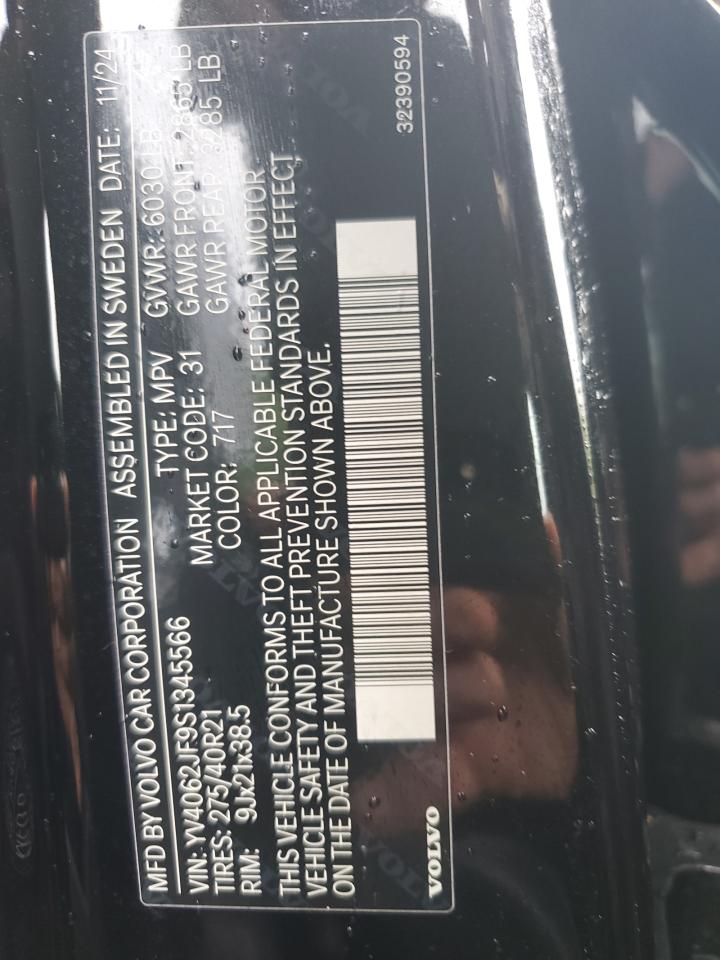 MFD BY VOLVO CAR CORPORATION ASSEMBLED IN SWEDEN DATE: 11/24
VIN: YV4062JF9S1345566 TYPE: MPV GVWR: 6030 LB
TIRES: 275/40R21 MARKET CODE: 31 GAWR FRONT: 2865 LB
RIM: 9Jx21x38.5 COLOR: 717 GAWR REAR: 3285 LB
THIS VEHICLE CONFORMS TO ALL APPLICABLE FEDERAL MOTOR
VEHICLE SAFETY AND THEFT PREVENTION STANDARDS IN EFFECT
ON THE DATE OF MANUFACTURE SHOWN ABOVE.
VOLVO 32390594